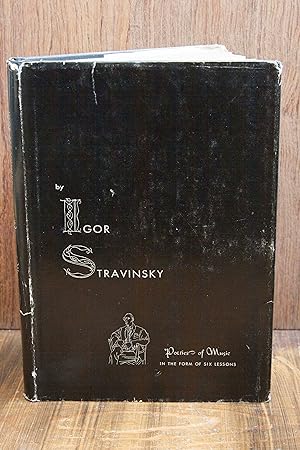 by
IGOR
STRAVINSKY
Poetics of Music
IN THE FORM OF SIX LESSONS